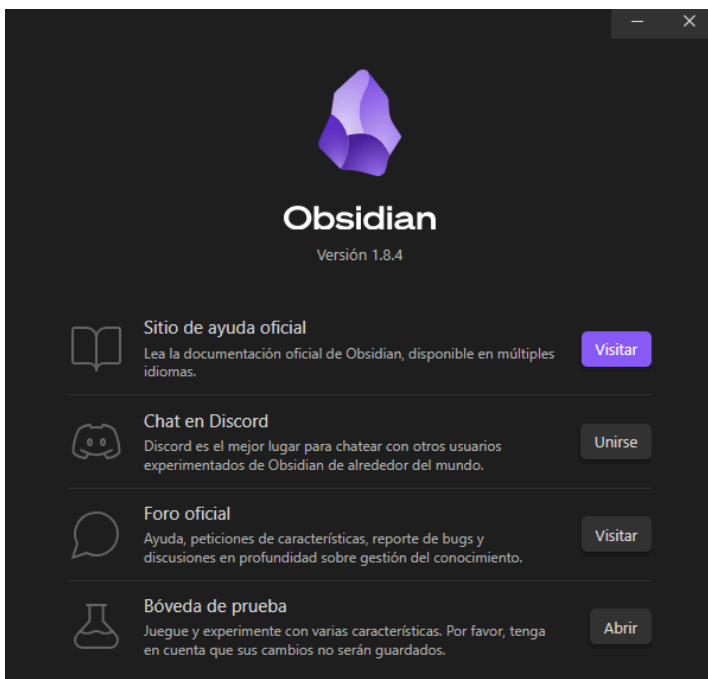 Obsidian
Versión 1.8.4
Sitio de ayuda oficial
Lea la documentación oficial de Obsidian, disponible en múltiples
idiomas.
Visitar
Chat en Discord
Discord es el mejor lugar para chatear con otros usuarios
experimentados de Obsidian de alrededor del mundo.
Unirse
Foro oficial
Ayuda, peticiones de características, reporte de bugs y
discusiones en profundidad sobre gestión del conocimiento.
Visitar
Bóveda de prueba
Juegue y experimente con varias características. Por favor, tenga
en cuenta que sus cambios no serán guardados.
Abrir